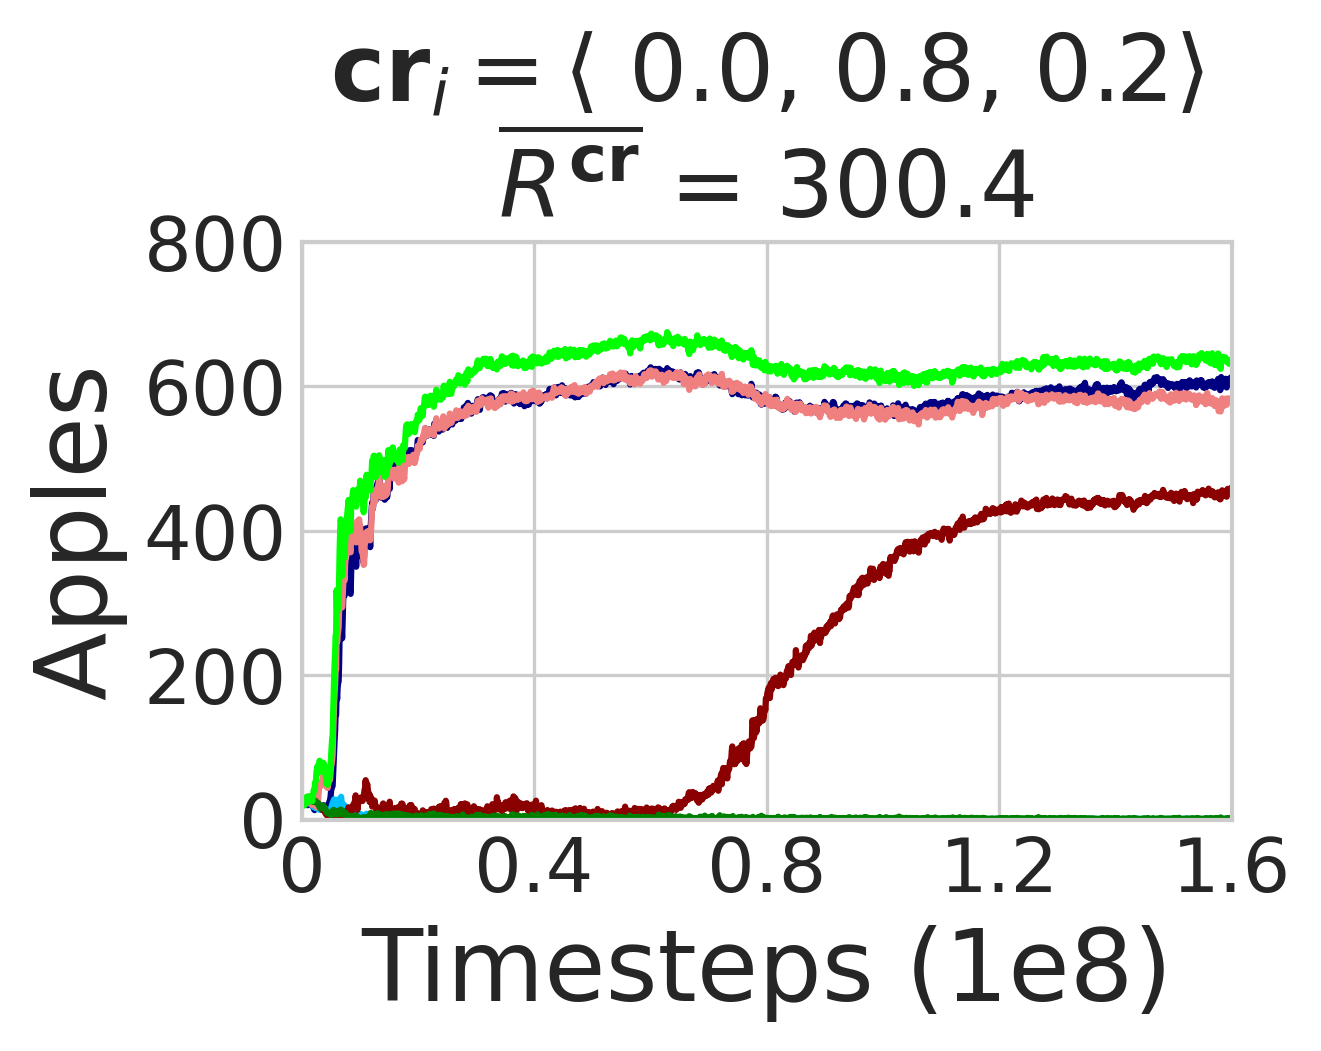 cr_i = ⟨ 0.0, 0.8, 0.2⟩
R^cr = 300.4
800
600
400
200
0
Apples
0 0.4 0.8 1.2 1.6
Timesteps (1e8)